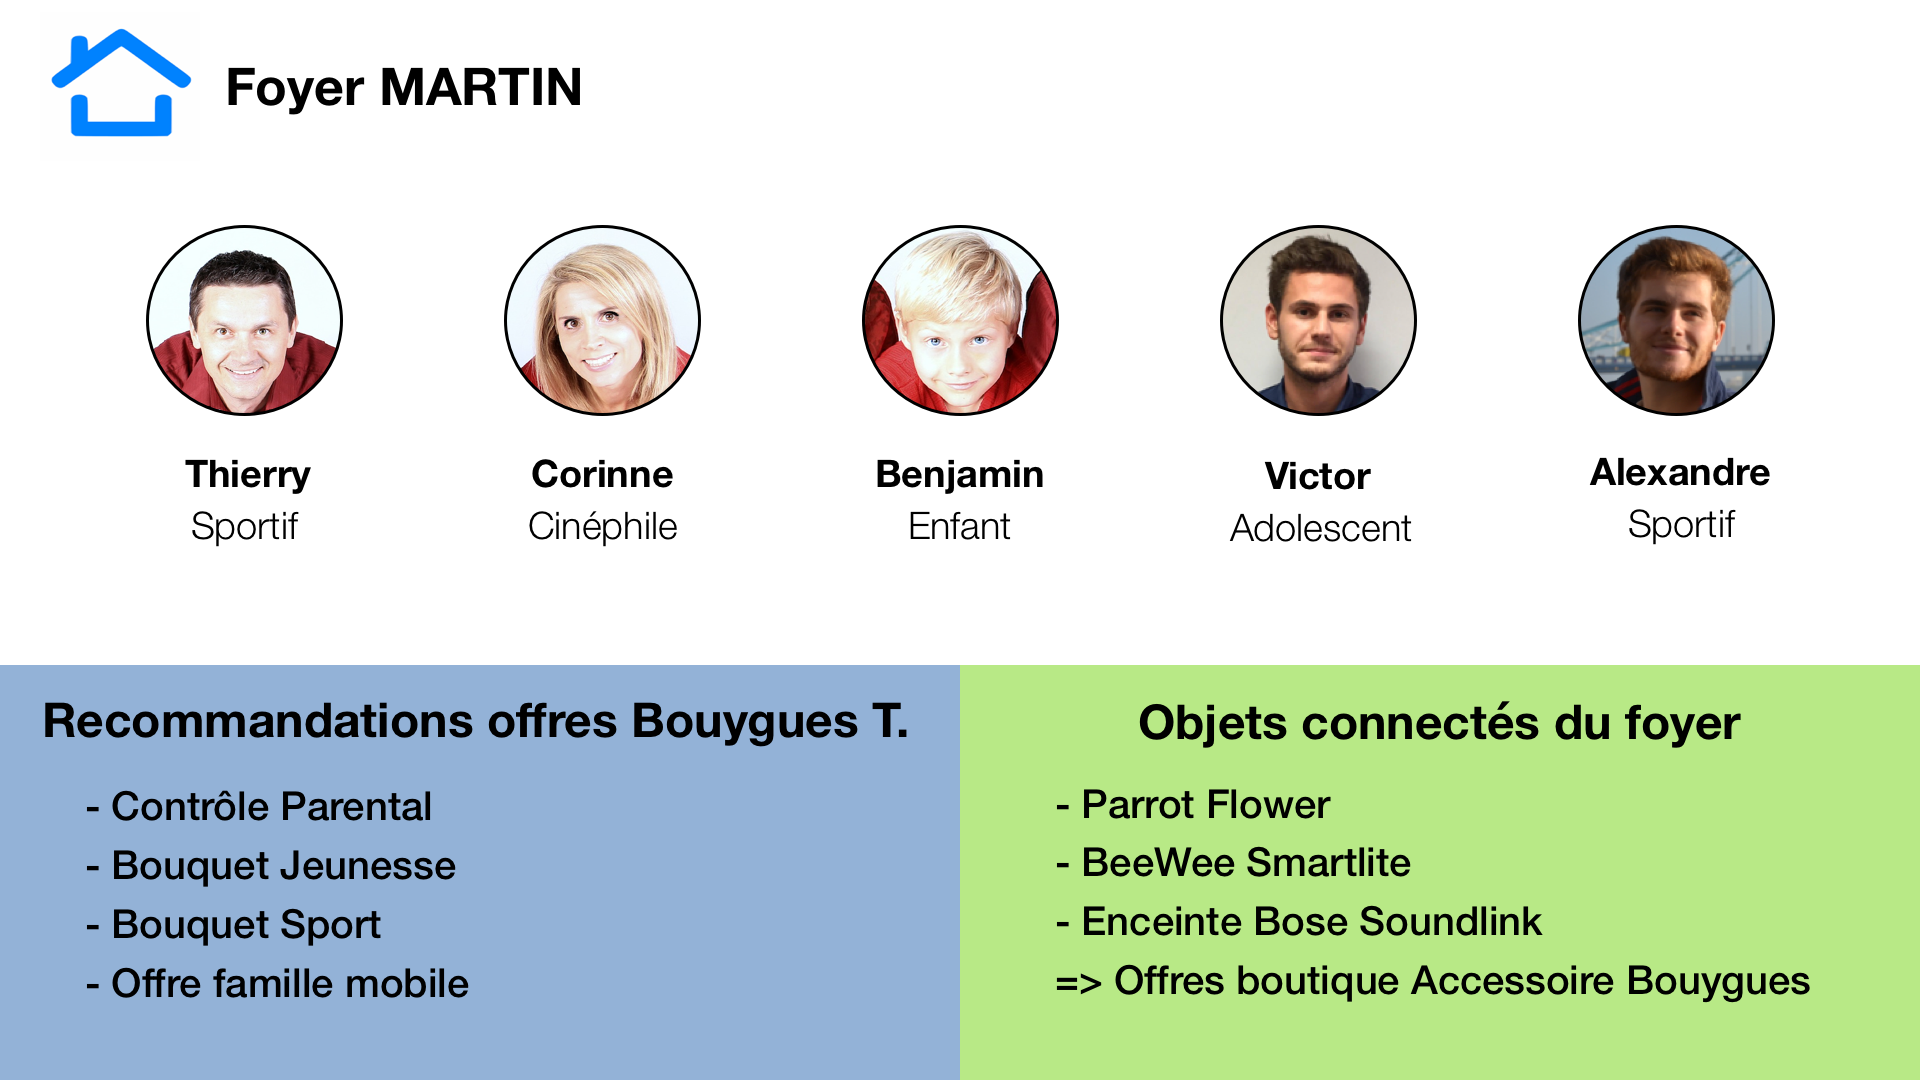 Foyer MARTIN
Thierry
Sportif
Corinne
Cinéphile
Benjamin
Enfant
Victor
Adolescent
Alexandre
Sportif
Recommandations offres Bouygues T.
- Contrôle Parental
- Bouquet Jeunesse
- Bouquet Sport
- Offre famille mobile
Objets connectés du foyer
- Parrot Flower
- BeeWee Smartlite
- Enceinte Bose Soundlink
=> Offres boutique Accessoire Bouygues